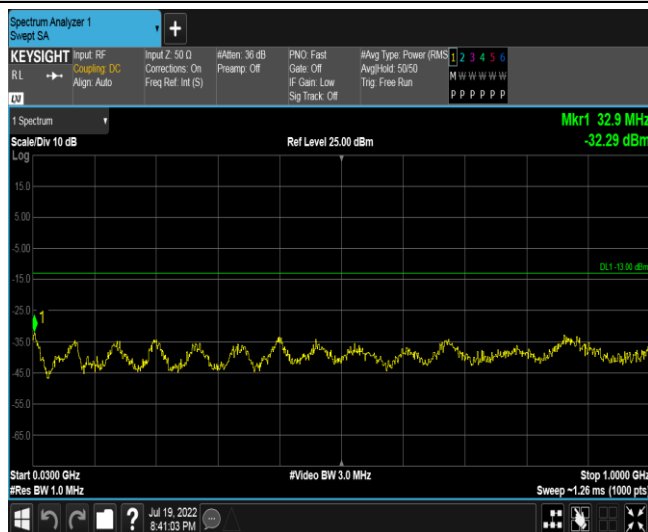 Spectrum Analyzer 1
Swept SA
+
KEYSIGHT
RL
LXI
Input: RF
Coupling: DC
Align: Auto
Input Z: 50 Ω
Corrections: On
Freq Ref: Int (S)
#Atten: 36 dB
Preamp: Off
PNO: Fast
Gate: Off
IF Gain: Low
Sig Track: Off
#Avg Type: Power (RMS
Avg|Hold: 50/50
Trig: Free Run
1 2 3 4 5 6
M W W W W W
P P P P P P
1 Spectrum
Scale/Div 10 dB
Ref Level 25.00 dBm
Mkr1 32.9 MHz
-32.29 dBm
Log
15.0
5.00
-5.00
DL1 -13.00 dBm
-15.0
-25.0
1
-35.0
-45.0
-55.0
-65.0
Start 0.0300 GHz
#Video BW 3.0 MHz
Stop 1.0000 GHz
#Res BW 1.0 MHz
Sweep ~1.26 ms (1000 pts)
?
Jul 19, 2022
8:41:03 PM